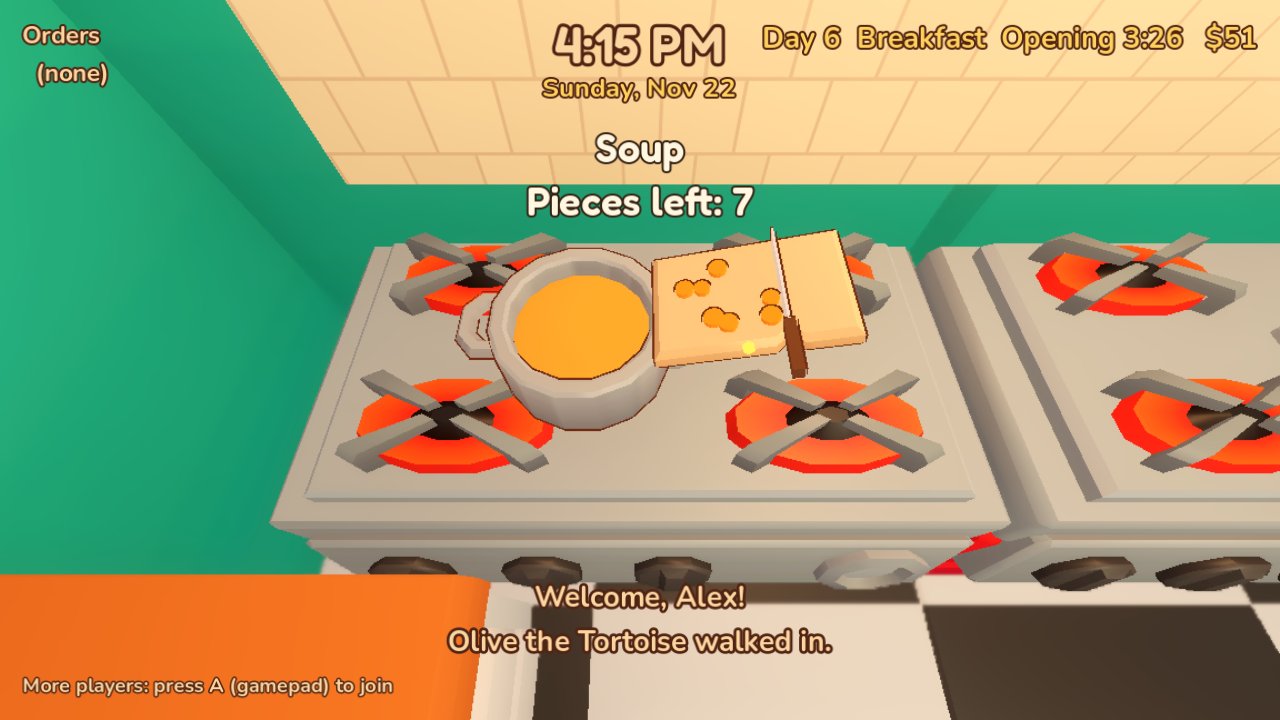 Orders
(none)
4:15 PM
Sunday, Nov 22
Day 6 Breakfast Opening 3:26 $51
Soup
Pieces left: 7
Welcome, Alex!
Olive the Tortoise walked in.
More players: press A (gamepad) to join